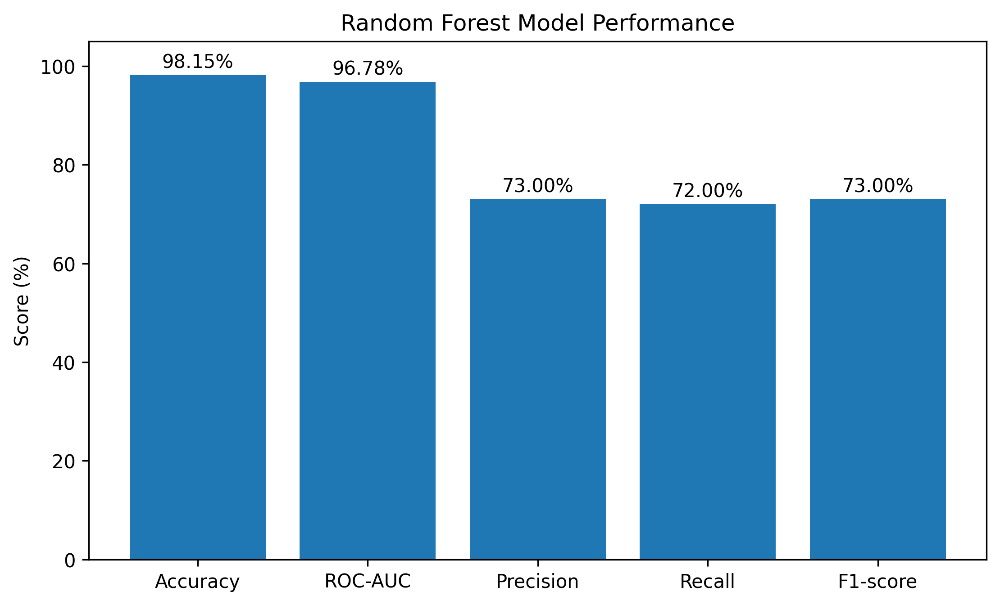 Random Forest Model Performance
Score (%)
100
80
60
40
20
0
98.15%
96.78%
73.00%
72.00%
73.00%
Accuracy
ROC-AUC
Precision
Recall
F1-score